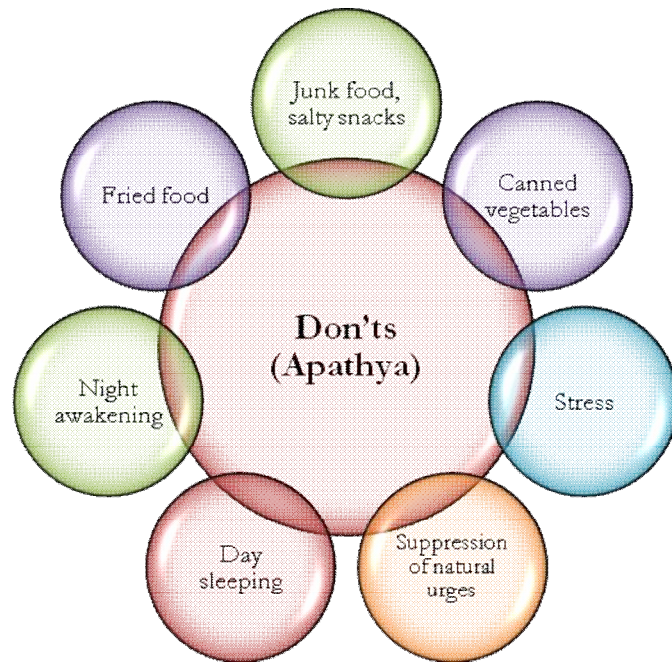 Junk food,
salty snacks
Canned
vegetables
Stress
Suppression
of natural
urges
Day
sleeping
Night
awakening
Fried food
Don'ts
(Apathya)